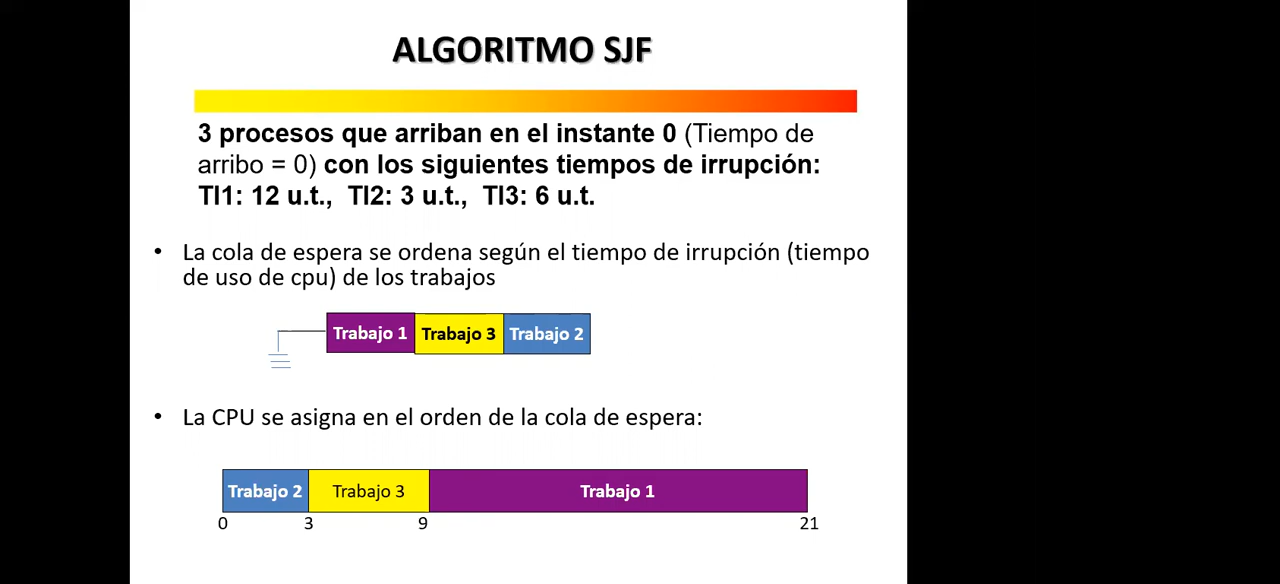 ALGORITMO SJF
3 procesos que arriban en el instante 0 (Tiempo de
arribo = 0) con los siguientes tiempos de irrupción:
TI1: 12 u.t., TI2: 3 u.t., TI3: 6 u.t.
• La cola de espera se ordena según el tiempo de irrupción (tiempo
de uso de cpu) de los trabajos
Trabajo 1 Trabajo 3 Trabajo 2
• La CPU se asigna en el orden de la cola de espera:
Trabajo 2 Trabajo 3 Trabajo 1
0 3 9 21